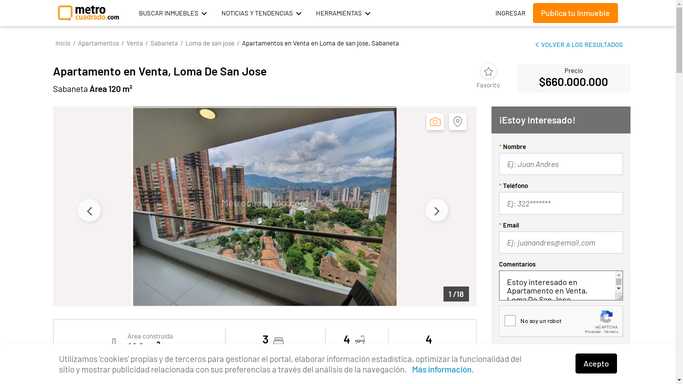 metro
cuadrado.com
BUSCAR INMUEBLES
NOTICIAS Y TENDENCIAS
HERRAMIENTAS
INGRESAR
Publica tu inmueble
Inicio / Apartamentos / Venta / Sabaneta / Loma de san jose / Apartamentos en Venta en Loma de san jose, Sabaneta
< VOLVER A LOS RESULTADOS
Apartamento en Venta, Loma De San Jose
Sabaneta Área 120 m²
Favorito
Precio
$660.000.000
1 / 18
¡Estoy Interesado!
* Nombre
Ej: Juan Andres
* Teléfono
Ej: 322*******
* Email
Ej: juanandres@email.com
Comentarios
Estoy interesado en
Apartamento en Venta,
Loma De San Jose
No soy un robot
reCAPTCHA
Privacidad - Términos
Área construida
3
4
4
Utilizamos 'cookies' propias y de terceros para gestionar el portal, elaborar información estadística, optimizar la funcionalidad del
sitio y mostrar publicidad relacionada con sus preferencias a través del análisis de la navegación. Más información.
Acepto